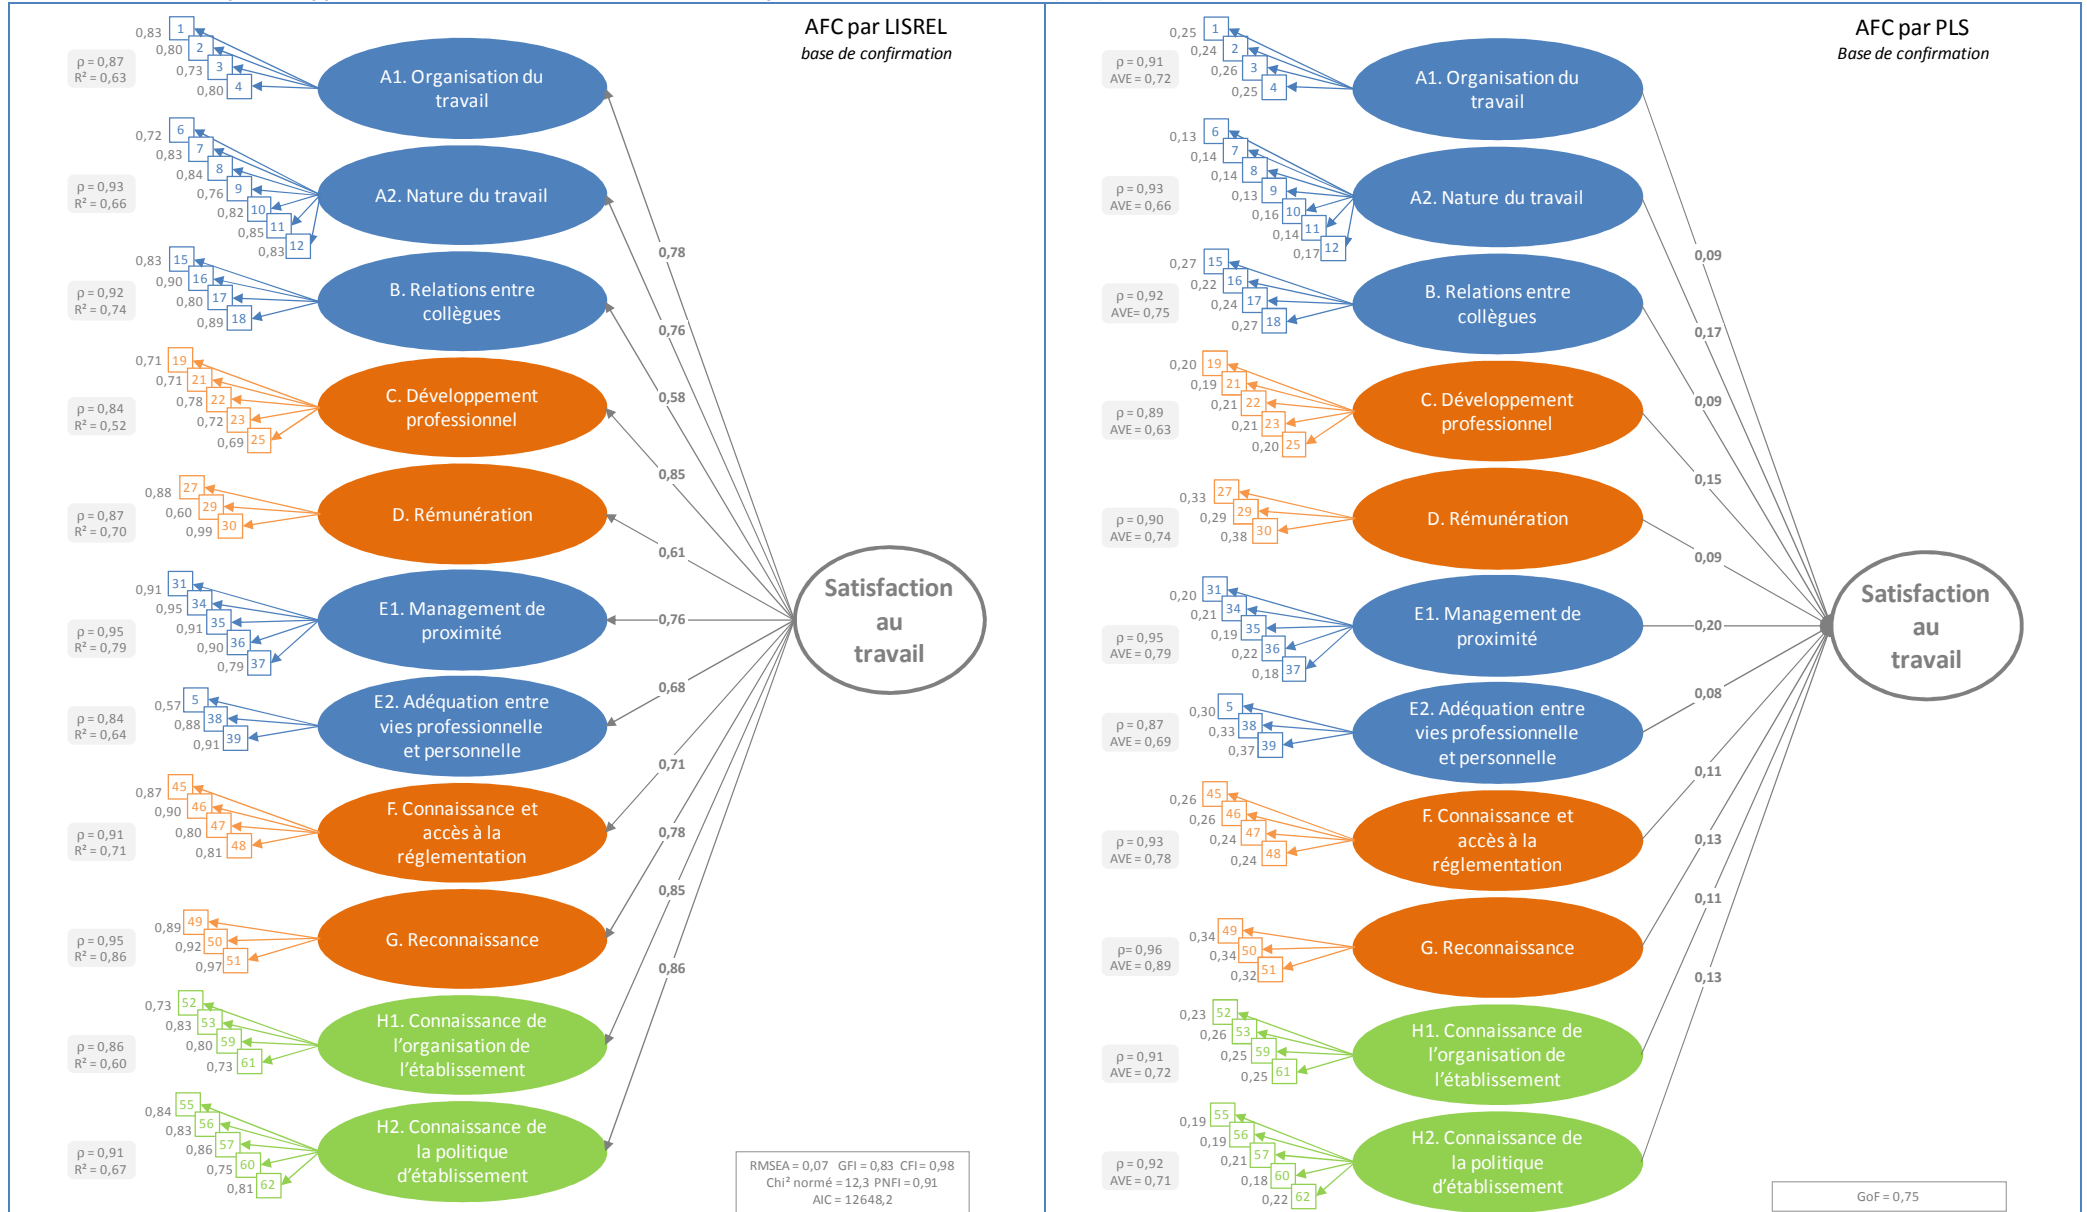 AFC par LISREL
base de confirmation
0,83 1
0,80 2
0,73 3
0,80 4
ρ = 0,87
R² = 0,63
A1. Organisation du
travail
0,72 6
0,83 7
0,84 8
0,76 9
0,82 10
0,85 11
0,83 12
ρ = 0,93
R² = 0,66
A2. Nature du travail
0,83 15
0,90 16
0,80 17
0,89 18
ρ = 0,92
R² = 0,74
B. Relations entre
collègues
0,71 19
0,71 21
0,78 22
0,72 23
0,69 25
ρ = 0,84
R² = 0,52
C. Développement
professionnel
0,88 27
0,60 29
0,99 30
ρ = 0,87
R² = 0,70
D. Rémunération
0,91 31
0,95 34
0,91 35
0,90 36
0,79 37
ρ = 0,95
R² = 0,79
E1. Management de
proximité
0,57 5
0,88 38
0,91 39
ρ = 0,84
R² = 0,64
E2. Adéquation entre
vies professionnelle
et personnelle
0,87 45
0,90 46
0,80 47
0,81 48
ρ = 0,91
R² = 0,71
F. Connaissance et
accès à la
réglementation
0,89 49
0,92 50
0,97 51
ρ = 0,95
R² = 0,86
G. Reconnaissance
0,73 52
0,83 53
0,80 59
0,73 61
ρ = 0,86
R² = 0,60
H1. Connaissance de
l'organisation de
l'établissement
0,84 55
0,83 56
0,86 57
0,75 60
0,81 62
ρ = 0,91
R² = 0,67
H2. Connaissance de
la politique
d'établissement
0,78
0,76
0,58
0,85
0,61
0,76
0,68
0,71
0,78
0,85
0,86
Satisfaction
au
travail
RMSEA = 0,07 GFI = 0,83 CFI = 0,98
Chi² normé = 12,3 PNFI = 0,91
AIC = 12648,2
AFC par PLS
Base de confirmation
0,25 1
0,24 2
0,26 3
0,25 4
ρ = 0,91
AVE = 0,72
A1. Organisation du
travail
0,13 6
0,14 7
0,14 8
0,13 9
0,16 10
0,14 11
0,17 12
ρ = 0,93
AVE = 0,66
A2. Nature du travail
0,27 15
0,22 16
0,24 17
0,27 18
ρ = 0,92
AVE= 0,75
B. Relations entre
collègues
0,20 19
0,19 21
0,21 22
0,21 23
0,20 25
ρ = 0,89
AVE = 0,63
C. Développement
professionnel
0,33 27
0,29 29
0,38 30
ρ = 0,90
AVE = 0,74
D. Rémunération
0,20 31
0,21 34
0,19 35
0,22 36
0,18 37
ρ = 0,95
AVE = 0,79
E1. Management de
proximité
0,30 5
0,33 38
0,37 39
ρ = 0,87
AVE = 0,69
E2. Adéquation entre
vies professionnelle
et personnelle
0,26 45
0,26 46
0,24 47
0,24 48
ρ = 0,93
AVE = 0,78
F. Connaissance et
accès à la
réglementation
0,34 49
0,34 50
0,32 51
ρ= 0,96
AVE = 0,89
G. Reconnaissance
0,23 52
0,26 53
0,25 59
0,25 61
ρ = 0,91
AVE = 0,72
H1. Connaissance de
l'organisation de
l'établissement
0,19 55
0,19 56
0,21 57
0,18 60
0,22 62
ρ = 0,92
AVE = 0,71
H2. Connaissance de
la politique
d'établissement
0,09
0,17
0,09
0,15
0,09
0,20
0,08
0,11
0,13
0,11
0,13
Satisfaction
au
travail
GoF = 0,75